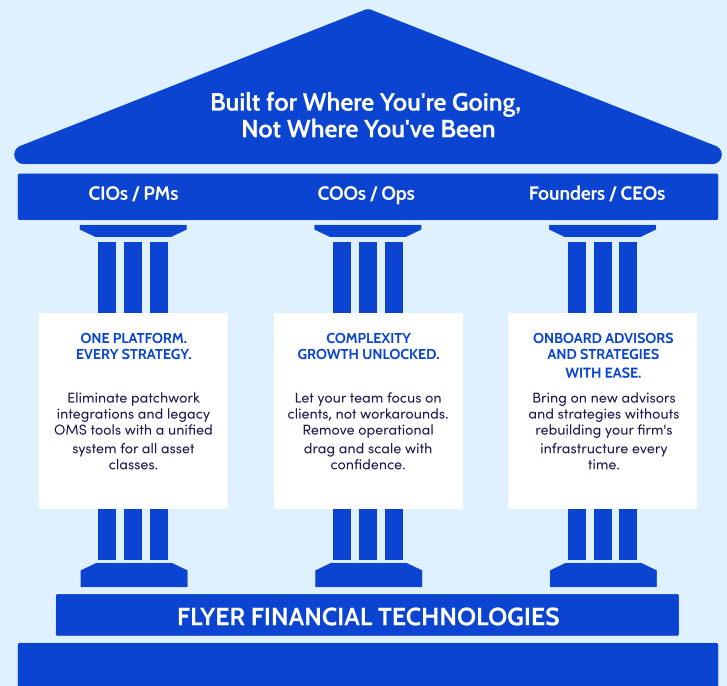 Built for Where You're Going,
Not Where You've Been
CIOs / PMs
COOs / Ops
Founders / CEOs
ONE PLATFORM.
EVERY STRATEGY.
Eliminate patchwork
integrations and legacy
OMS tools with a unified
system for all asset
classes.
COMPLEXITY
GROWTH UNLOCKED.
Let your team focus on
clients, not workarounds.
Remove operational
drag and scale with
confidence.
ONBOARD ADVISORS
AND STRATEGIES
WITH EASE.
Bring on new advisors
and strategies withouts
rebuilding your firm's
infrastructure every
time.
FLYER FINANCIAL TECHNOLOGIES